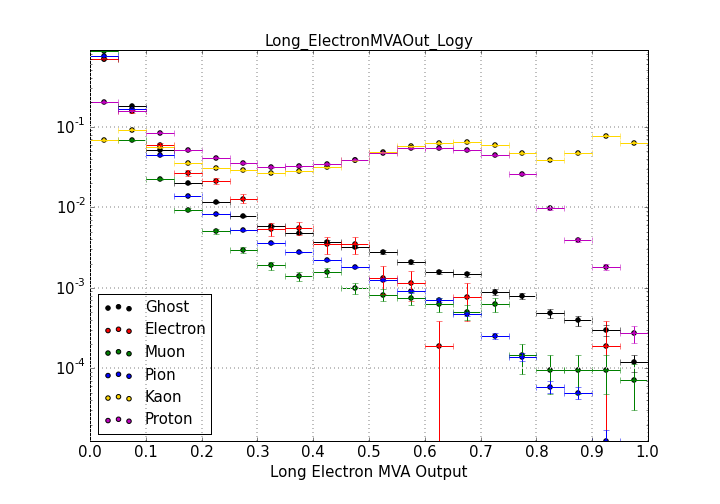 Long_ElectronMVAOut_Logy
10^-1
10^-2
10^-3
10^-4
Ghost
Electron
Muon
Pion
Kaon
Proton
0.0 0.1 0.2 0.3 0.4 0.5 0.6 0.7 0.8 0.9 1.0
Long Electron MVA Output